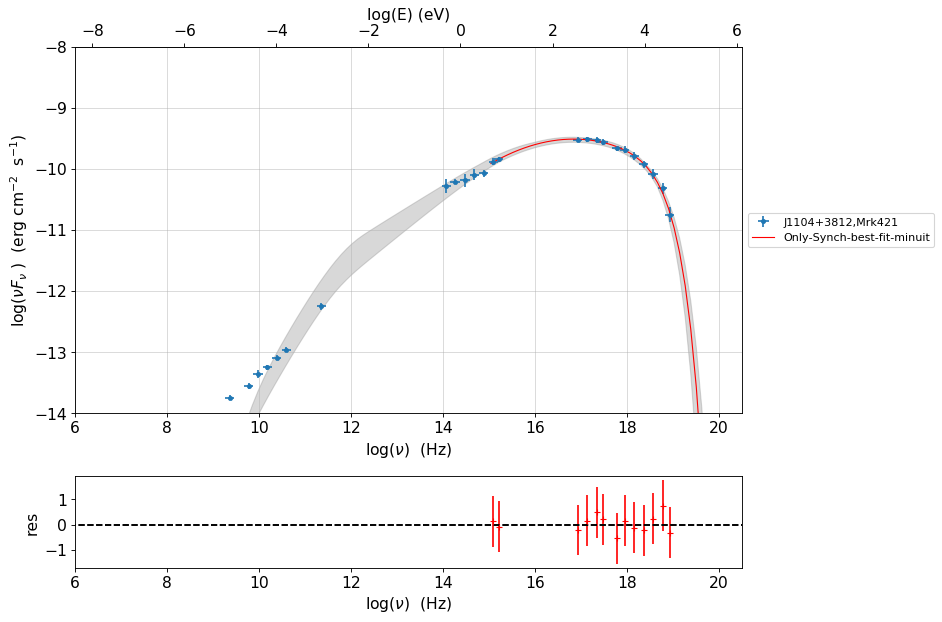 log(E) (eV)
−8 −6 −4 −2 0 2 4 6
−8
−9
−10
−11
−12
−13
−14
log(νFν ) (erg cm⁻² s⁻¹)
J1104+3812,Mrk421
Only-Synch-best-fit-minuit
6 8 10 12 14 16 18 20
log(ν) (Hz)
res
1
0
−1
6 8 10 12 14 16 18 20
log(ν) (Hz)